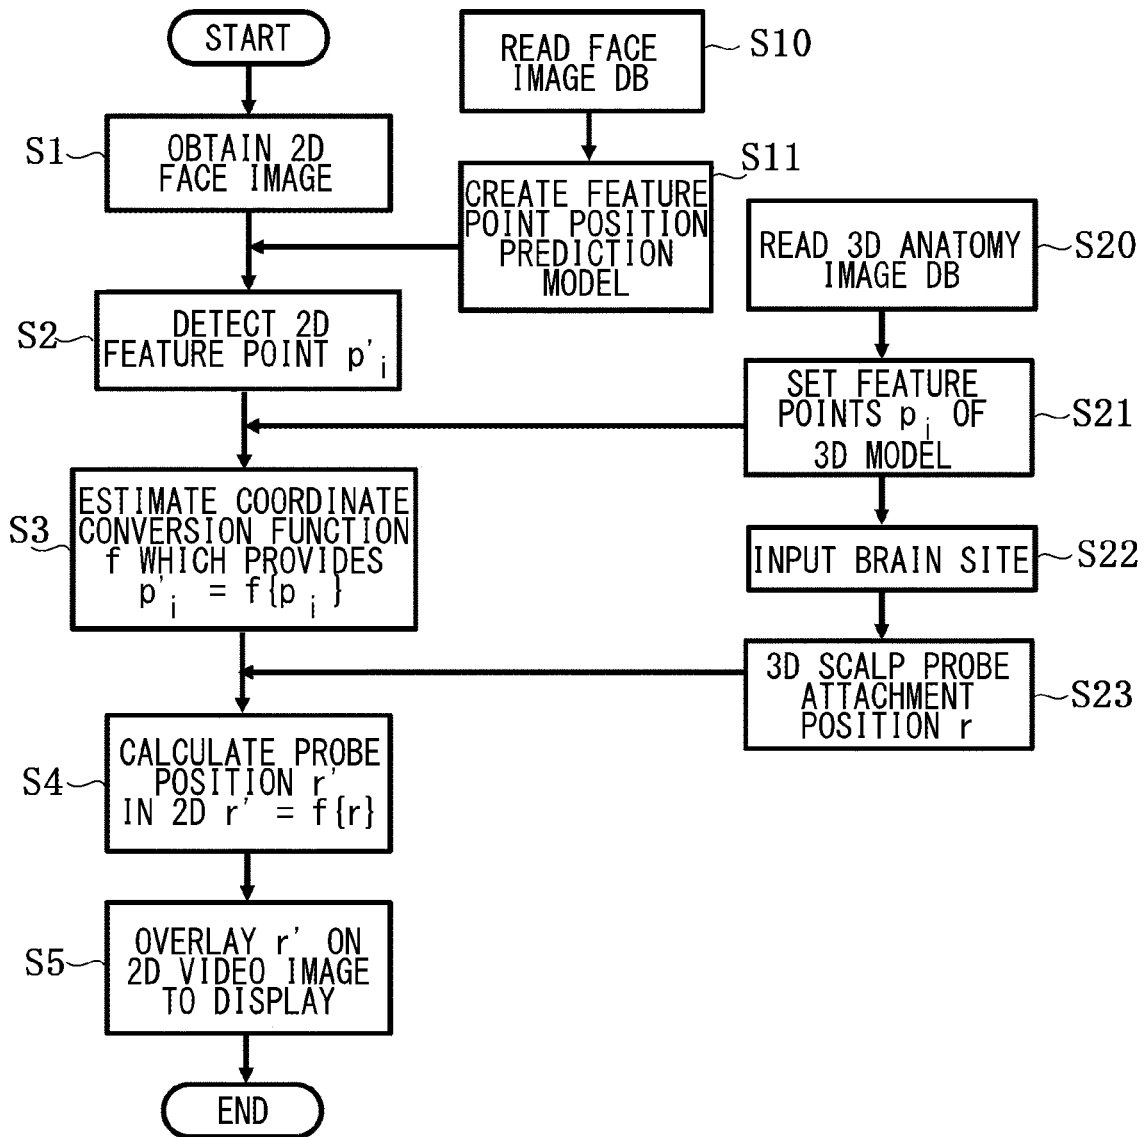 START
S1
OBTAIN 2D
FACE IMAGE
S2
DETECT 2D
FEATURE POINT p'i
S3
ESTIMATE COORDINATE
CONVERSION FUNCTION
f WHICH PROVIDES
p'i = f{pi}
S4
CALCULATE PROBE
POSITION r'
IN 2D r' = f{r}
S5
OVERLAY r' ON
2D VIDEO IMAGE
TO DISPLAY
END
READ FACE
IMAGE DB
S10
CREATE FEATURE
POINT POSITION
PREDICTION
MODEL
S11
READ 3D ANATOMY
IMAGE DB
S20
SET FEATURE
POINTS pi OF
3D MODEL
S21
INPUT BRAIN SITE
S22
3D SCALP PROBE
ATTACHMENT
POSITION r
S23